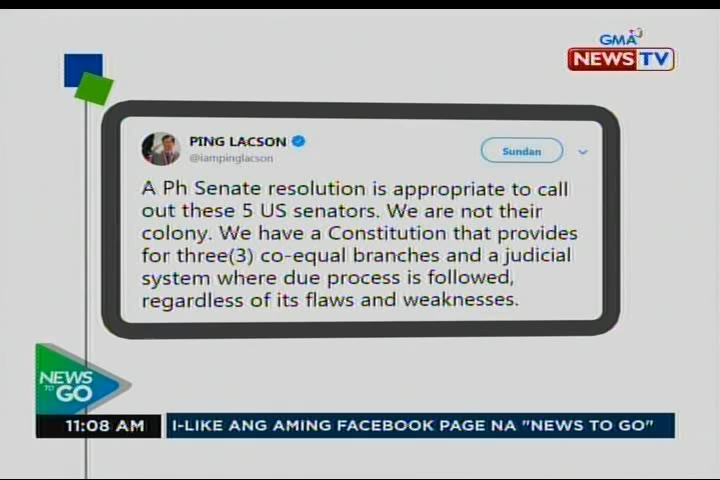 GMA
NEWS TV
PING LACSON
@iampinglacson
Sundan
A Ph Senate resolution is appropriate to call
out these 5 US senators. We are not their
colony. We have a Constitution that provides
for three(3) co-equal branches and a judicial
system where due process is followed,
regardless of its flaws and weaknesses.
NEWS
TO
GO
11:08 AM
I-LIKE ANG AMING FACEBOOK PAGE NA "NEWS TO GO"